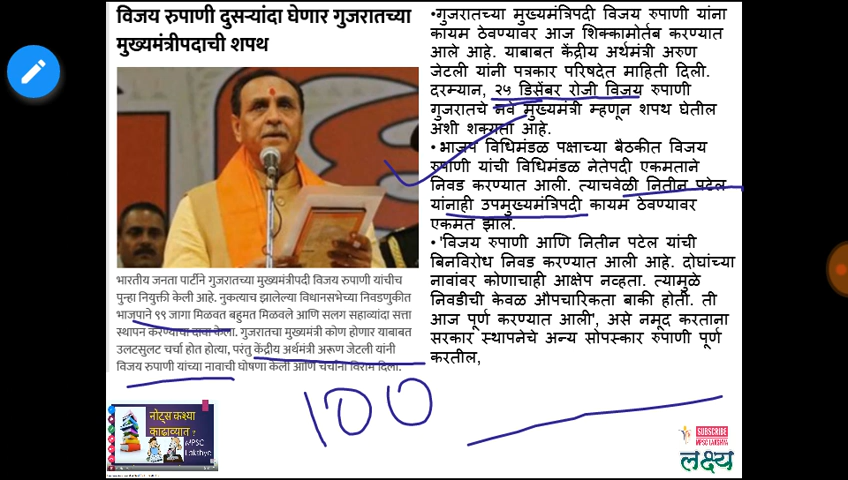 विजय रुपाणी दुसऱ्यांदा घेणार गुजरातच्या
मुख्यमंत्रीपदाची शपथ
भारतीय जनता पार्टीने गुजरातच्या मुख्यमंत्रीपदी विजय रुपाणी यांचीच
पुन्हा नियुक्ती केली आहे. नुकत्याच झालेल्या विधानसभेच्या निवडणुकीत
भाजपाने ९९ जागा मिळवत बहुमत मिळवले आणि सलग सहाव्यांदा सत्ता
स्थापन करण्याचा दावा केला. गुजरातचा मुख्यमंत्री कोण होणार याबाबत
उलटसुलट चर्चा होत होत्या, परंतु केंद्रीय अर्थमंत्री अरूण जेटली यांनी
विजय रुपाणी यांच्या नावाची घोषणा केली आणि चर्चांना विराम दिला.
•गुजरातच्या मुख्यमंत्रिपदी विजय रुपाणी यांना
कायम ठेवण्यावर आज शिक्कामोर्तब करण्यात
आले आहे. याबाबत केंद्रीय अर्थमंत्री अरुण
जेटली यांनी पत्रकार परिषदेत माहिती दिली.
दरम्यान, २५ डिसेंबर रोजी विजय रुपाणी
गुजरातचे नवे मुख्यमंत्री म्हणून शपथ घेतील
अशी शक्यता आहे.
• भाजप विधिमंडळ पक्षाच्या बैठकीत विजय
रुपाणी यांची विधिमंडळ नेतेपदी एकमताने
निवड करण्यात आली. त्याचवेळी नितीन पटेल
यांनाही उपमुख्यमंत्रिपदी कायम ठेवण्यावर
एकमत झाले.
•'विजय रुपाणी आणि नितीन पटेल यांची
बिनविरोध निवड करण्यात आली आहे. दोघांच्या
नावांवर कोणाचाही आक्षेप नव्हता. त्यामुळे
निवडीची केवळ औपचारिकता बाकी होती. ती
आज पूर्ण करण्यात आली', असे नमूद करताना
सरकार स्थापनेचे अन्य सोपस्कार रुपाणी पूर्ण
करतील,
100
नोट्स कश्या
काढाव्यात ?
MPSC
Lakshya
SUBSCRIBE
MPSC LAKSHYA
लक्ष्य